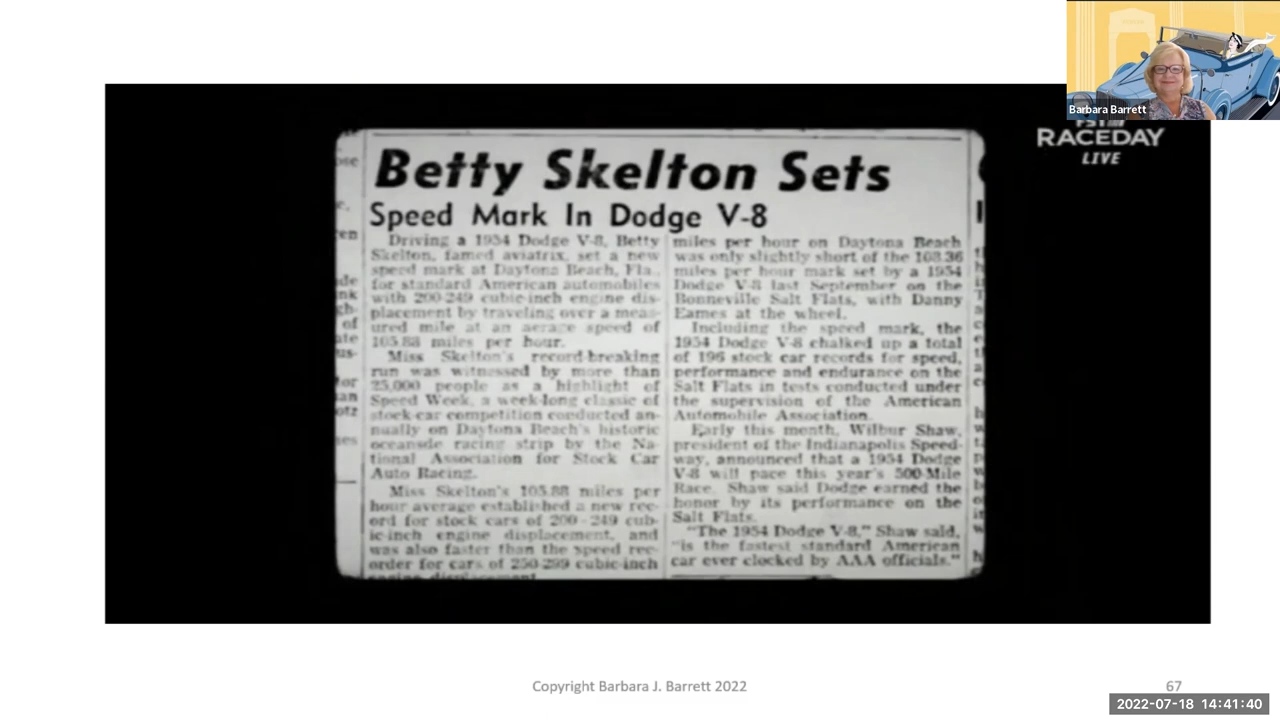 Barbara Barrett
RACEDAY
LIVE
Betty Skelton Sets
Speed Mark In Dodge V-8
Driving a 1954 Dodge V-8, Betty
Skelton, famed aviatrix, set a new
speed mark at Daytona Beach, Fla.,
for standard American automobiles
with 200-249 cubic-inch engine dis-
placement by traveling over a meas-
ured mile at an aerage speed of
105.88 miles per hour.
Miss Skelton's record-breaking
run was witnessed by more than
25,000 people as a highlight of
Speed Week, a week-long classic of
stock-car competition conducted an-
nually on Daytona Beach's historic
oceanside racing strip by the Na-
tional Association for Stock Car
Auto Racing.
Miss Skelton's 105.88 miles per
hour average established a new rec-
ord for stock cars of 200-249 cub-
ic-inch engine displacement, and
was also faster than the speed rec-
order for cars of 250-299 cubic-inch
engine displacement
miles per hour on Daytona Beach
was only slightly short of the 108.36
miles per hour mark set by a 1954
Dodge V-8 last September on the
Bonneville Salt Flats, with Danny
Eames at the wheel.
Including the speed mark, the
1954 Dodge V-8 chalked up a total
of 196 stock car records for speed,
performance and endurance on the
Salt Flats in tests conducted under
the supervision of the American
Automobile Association.
Early this month, Wilbur Shaw,
president of the Indianapolis Speed-
way, announced that a 1954 Dodge
V-8 will pace this year's 500-Mile
Race. Shaw said Dodge earned the
honor by its performance on the
Salt Flats.
"The 1954 Dodge V-8," Shaw said,
"is the fastest standard American
car ever clocked by AAA officials."
Copyright Barbara J. Barrett 2022
67
2022-07-18 14:41:40